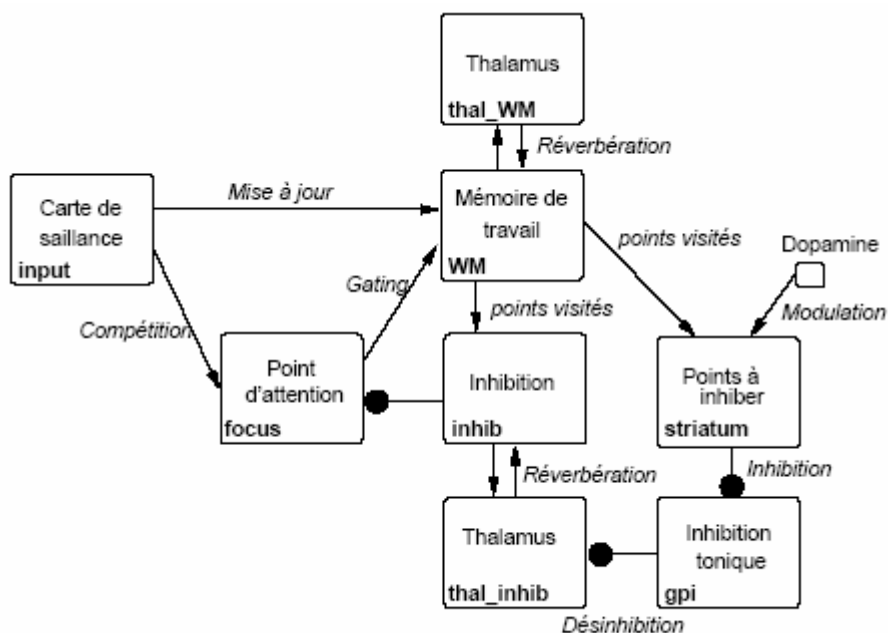 Thalamus
thal_WM
Réverbération
Mise à jour
Carte de
saillance
input
Mémoire de
travail
WM
points visités
Dopamine
Modulation
Gating
points visités
Compétition
Point
d'attention
focus
Inhibition
inhib
Points à
inhiber
striatum
Réverbération
Inhibition
Thalamus
thal_inhib
Inhibition
tonique
gpi
Désinhibition